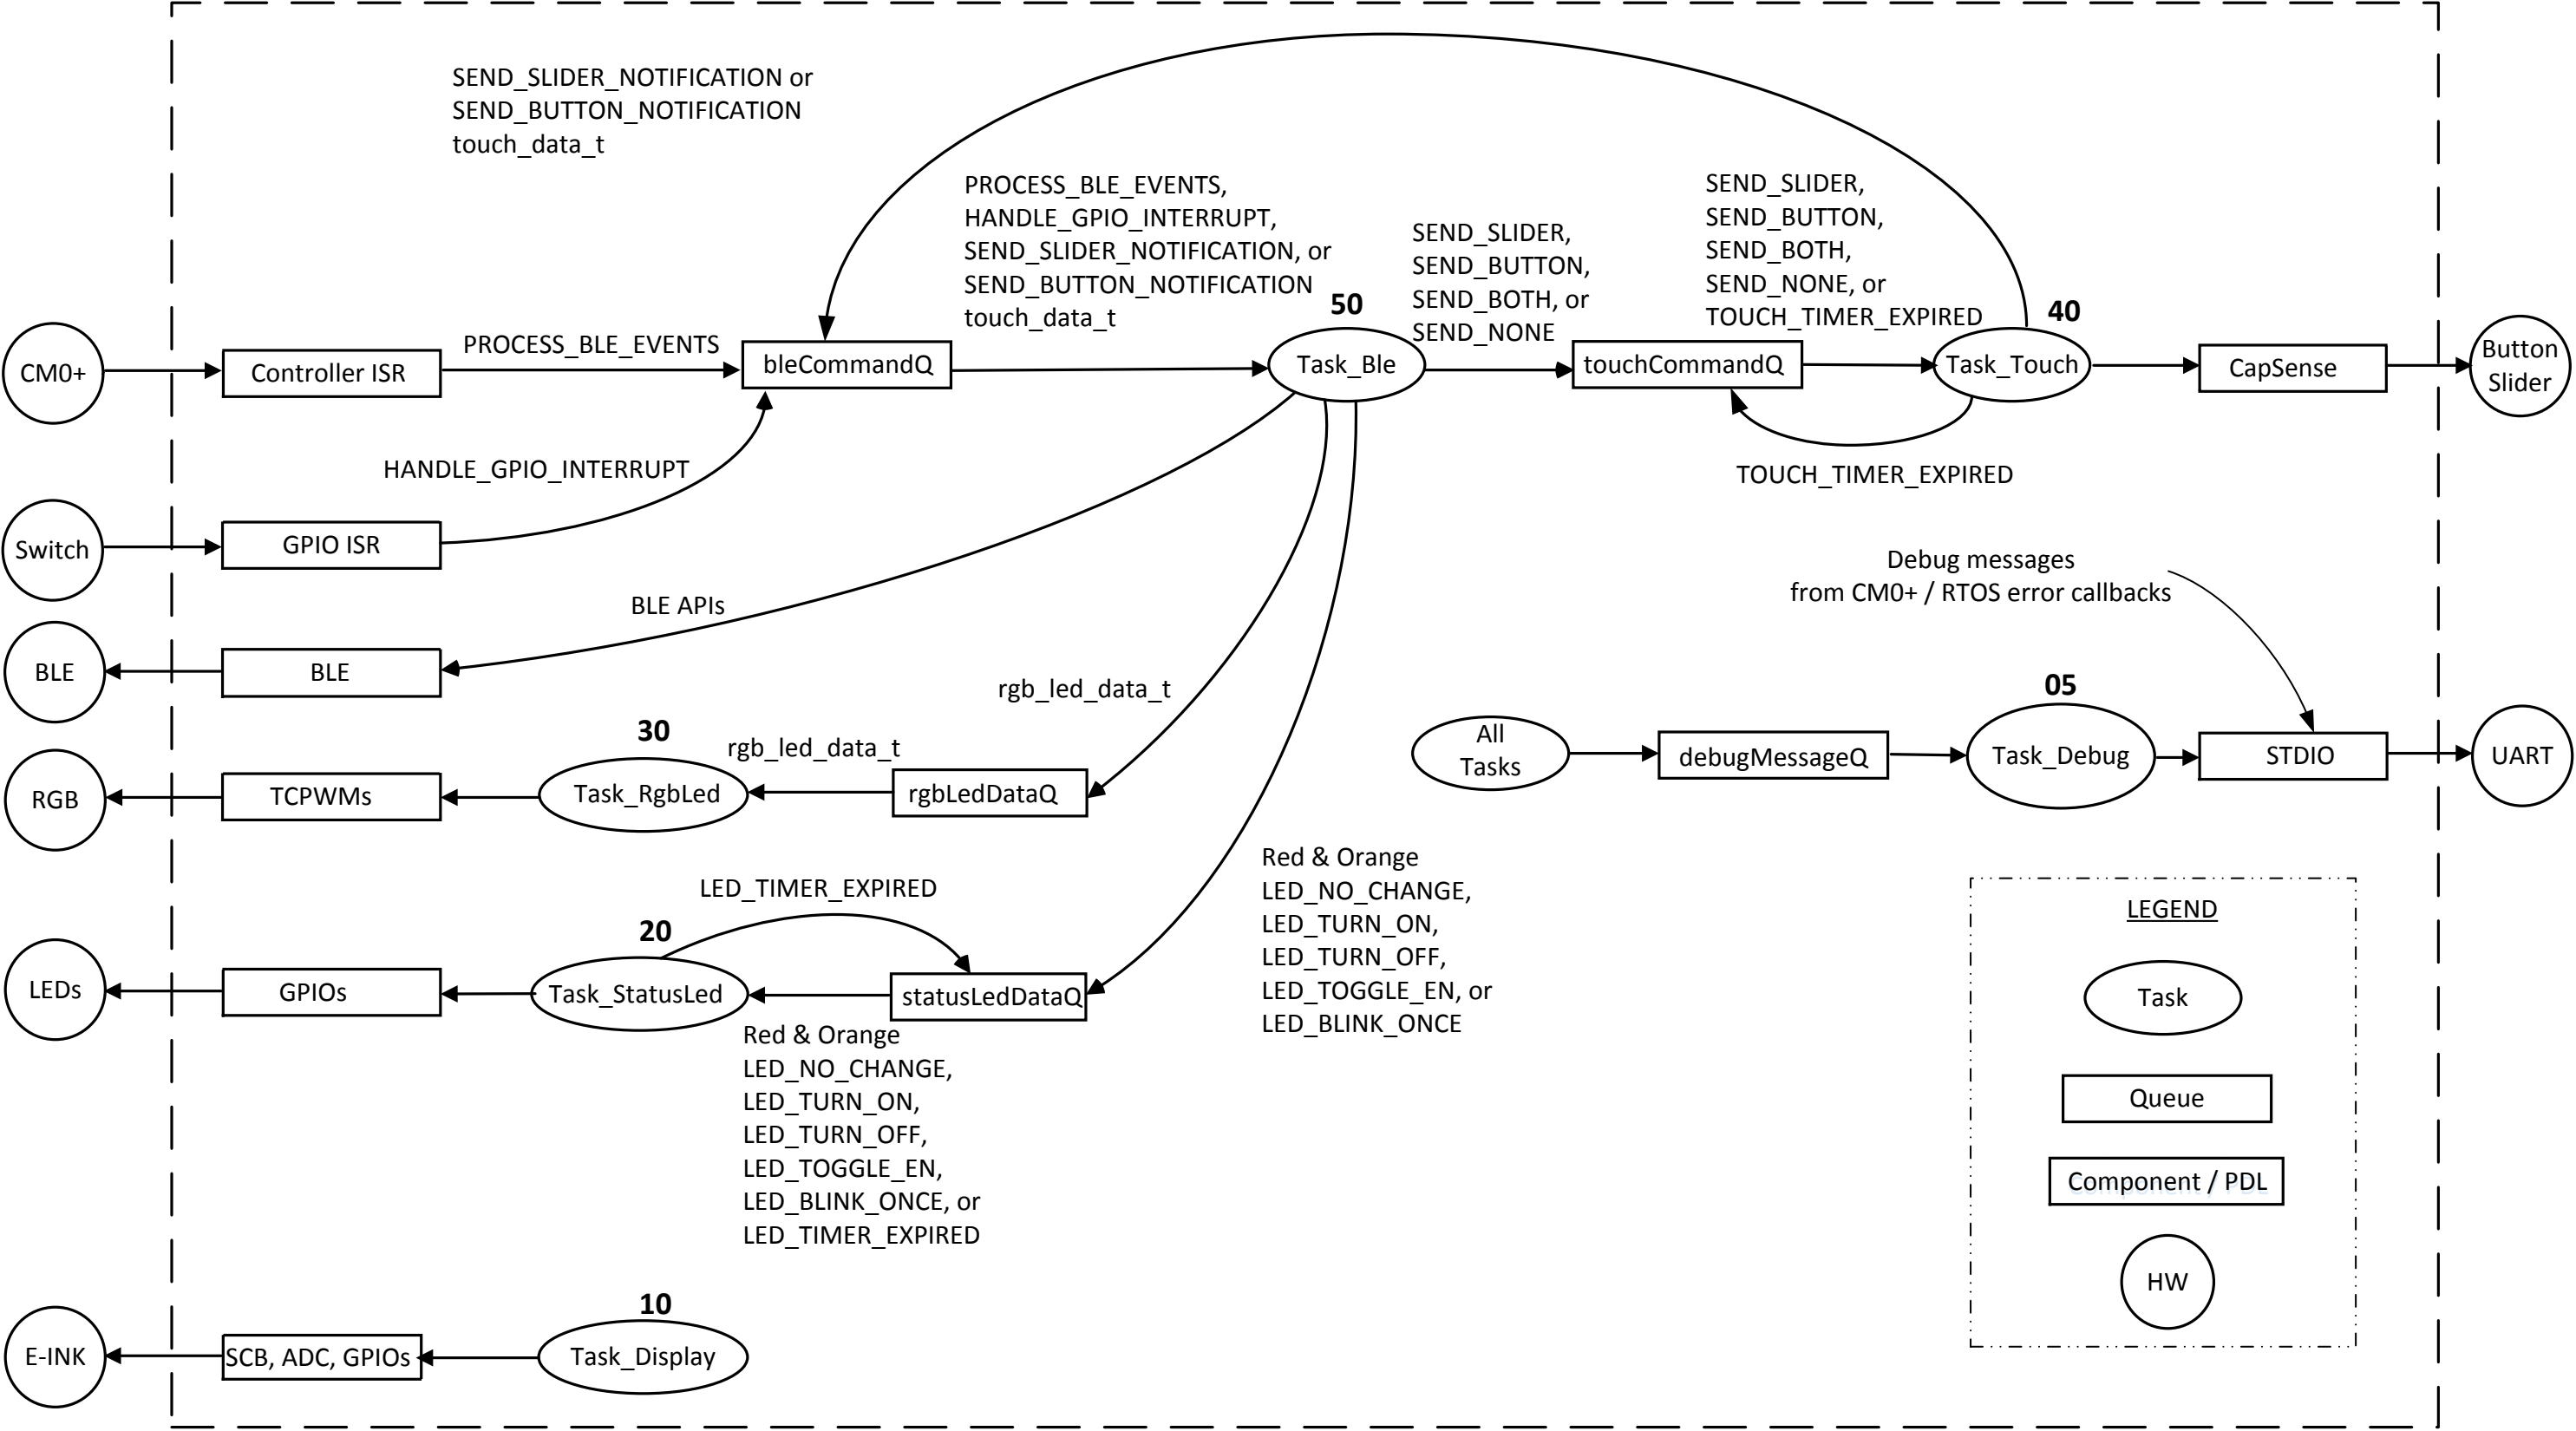 SEND_SLIDER_NOTIFICATION or
SEND_BUTTON_NOTIFICATION
touch_data_t
PROCESS_BLE_EVENTS,
HANDLE_GPIO_INTERRUPT,
SEND_SLIDER_NOTIFICATION, or
SEND_BUTTON_NOTIFICATION
touch_data_t
SEND_SLIDER,
SEND_BUTTON,
SEND_BOTH, or
SEND_NONE
SEND_SLIDER,
SEND_BUTTON,
SEND_BOTH,
SEND_NONE, or
TOUCH_TIMER_EXPIRED
50
40
CM0+
Controller ISR
PROCESS_BLE_EVENTS
bleCommandQ
Task_Ble
touchCommandQ
Task_Touch
CapSense
Button
Slider
HANDLE_GPIO_INTERRUPT
TOUCH_TIMER_EXPIRED
Switch
GPIO ISR
Debug messages
from CM0+ / RTOS error callbacks
BLE APIs
BLE
BLE
rgb_led_data_t
05
30
rgb_led_data_t
All
Tasks
debugMessageQ
Task_Debug
STDIO
UART
RGB
TCPWMs
Task_RgbLed
rgbLedDataQ
LED_TIMER_EXPIRED
Red & Orange
LED_NO_CHANGE,
LED_TURN_ON,
LED_TURN_OFF,
LED_TOGGLE_EN, or
LED_BLINK_ONCE
20
LEDs
GPIOs
Task_StatusLed
statusLedDataQ
Red & Orange
LED_NO_CHANGE,
LED_TURN_ON,
LED_TURN_OFF,
LED_TOGGLE_EN,
LED_BLINK_ONCE, or
LED_TIMER_EXPIRED
LEGEND
Task
Queue
Component / PDL
HW
10
E-INK
SCB, ADC, GPIOs
Task_Display